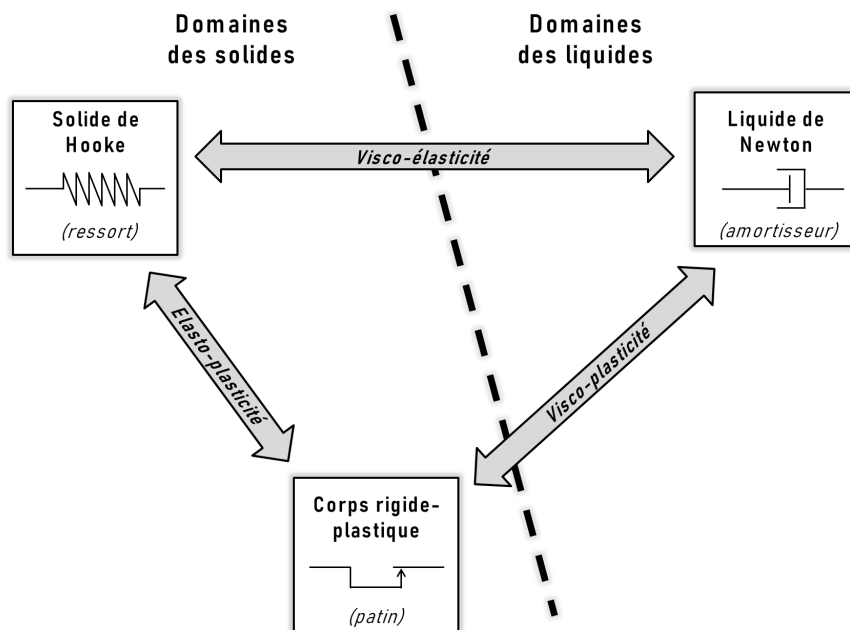 Domaines
des solides
Domaines
des liquides
Solide de
Hooke
(ressort)
Visco-élasticité
Liquide de
Newton
(amortisseur)
Elasto-plasticité
Visco-plasticité
Corps rigide-
plastique
(patin)